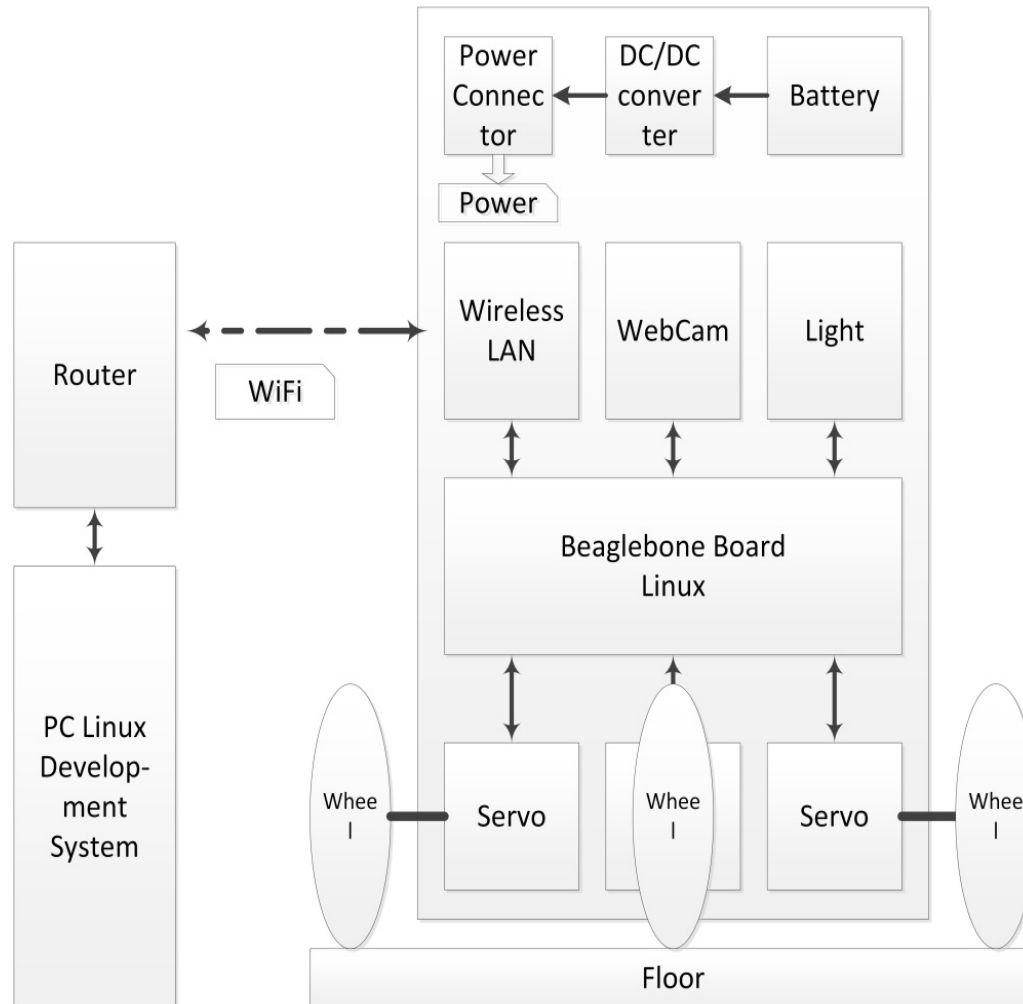 Power
Connec
tor
DC/DC
conver
ter
Battery
Power
Router
WiFi
Wireless
LAN
WebCam
Light
Beaglebone Board
Linux
PC Linux
Develop-
ment
System
Whee
l
Servo
Whee
l
Servo
Whee
l
Floor